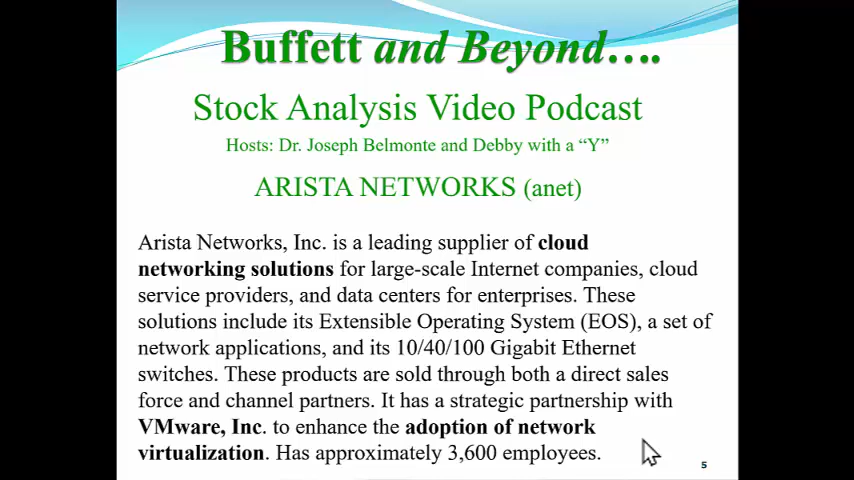 Buffett and Beyond….
Stock Analysis Video Podcast
Hosts: Dr. Joseph Belmonte and Debby with a “Y”
ARISTA NETWORKS (anet)
Arista Networks, Inc. is a leading supplier of cloud
networking solutions for large-scale Internet companies, cloud
service providers, and data centers for enterprises. These
solutions include its Extensible Operating System (EOS), a set of
network applications, and its 10/40/100 Gigabit Ethernet
switches. These products are sold through both a direct sales
force and channel partners. It has a strategic partnership with
VMware, Inc. to enhance the adoption of network
virtualization. Has approximately 3,600 employees.
5